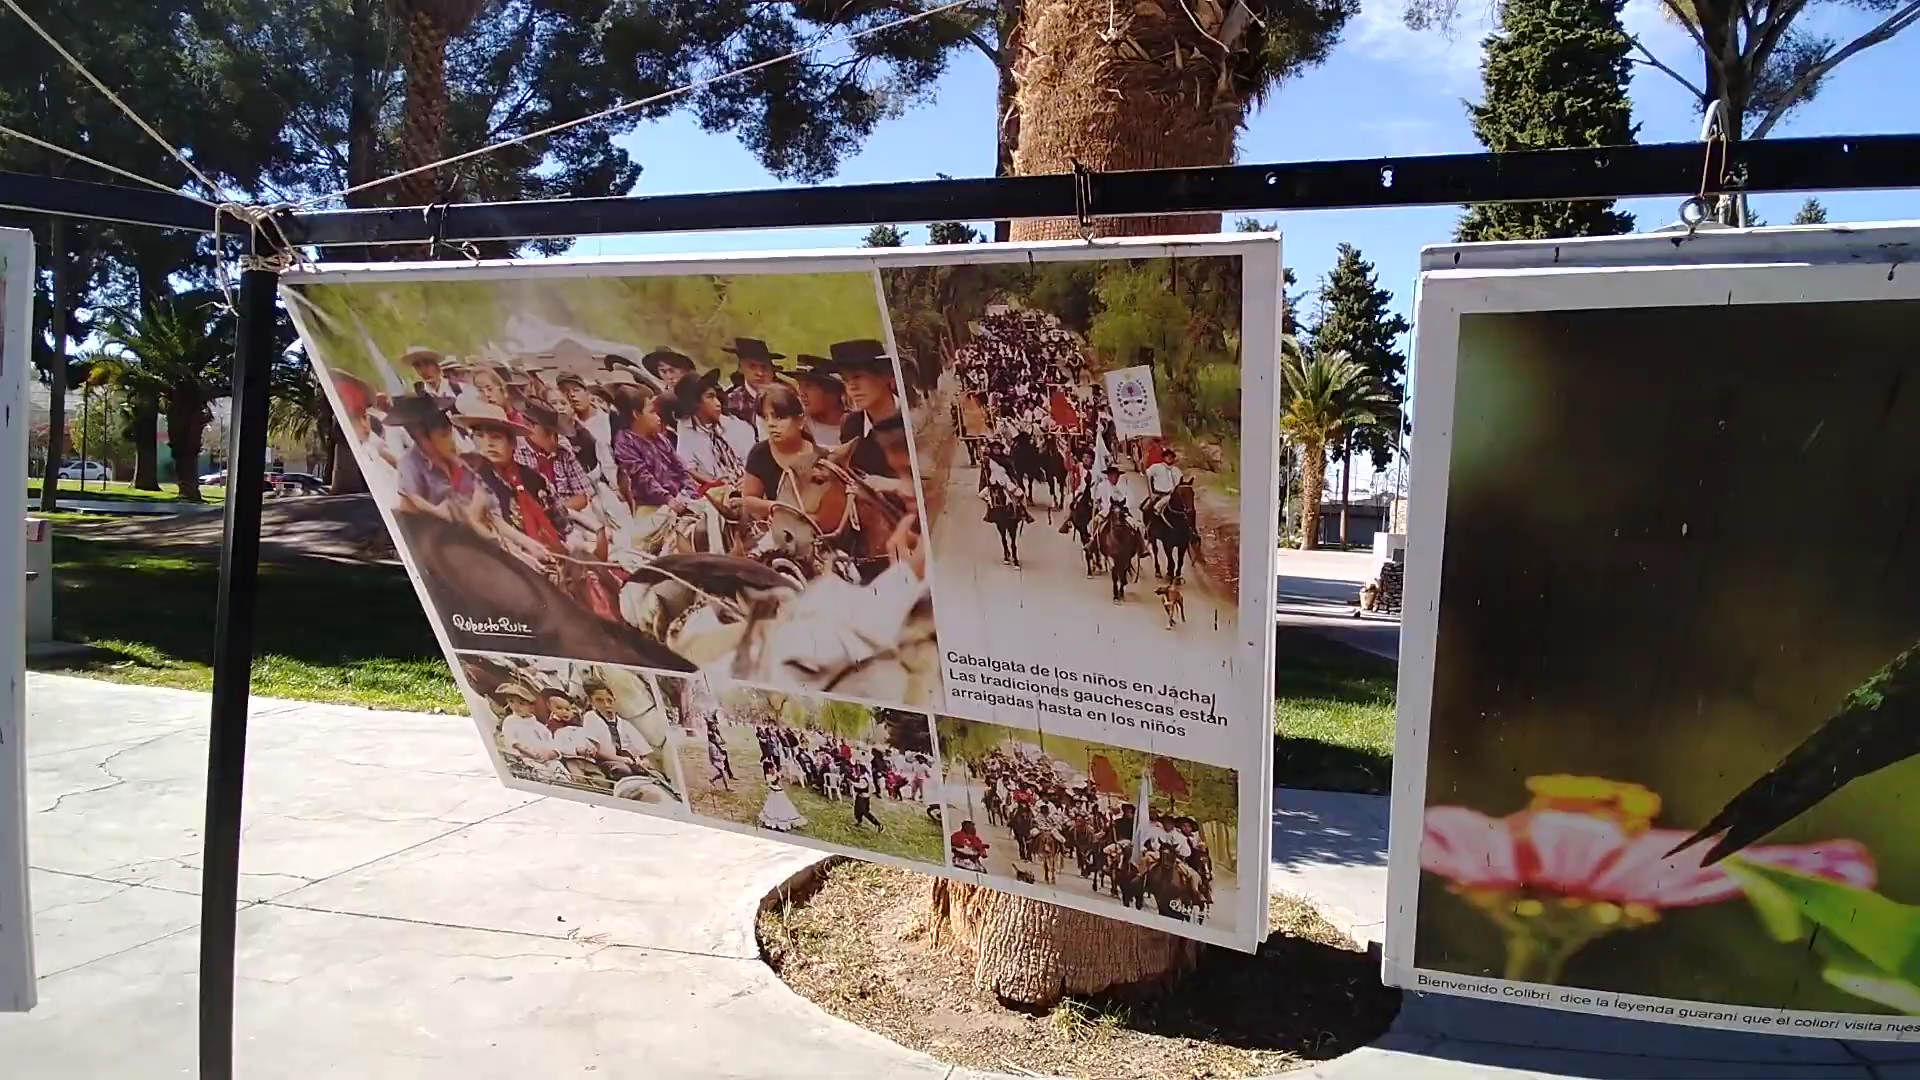 Roberto Ruiz
Cabalgata de los niños en Jáchal
Las tradiciones gauchescas están
arraigadas hasta en los niños
Bienvenido Colibrí, dice la leyenda guaraní que el colibrí visita